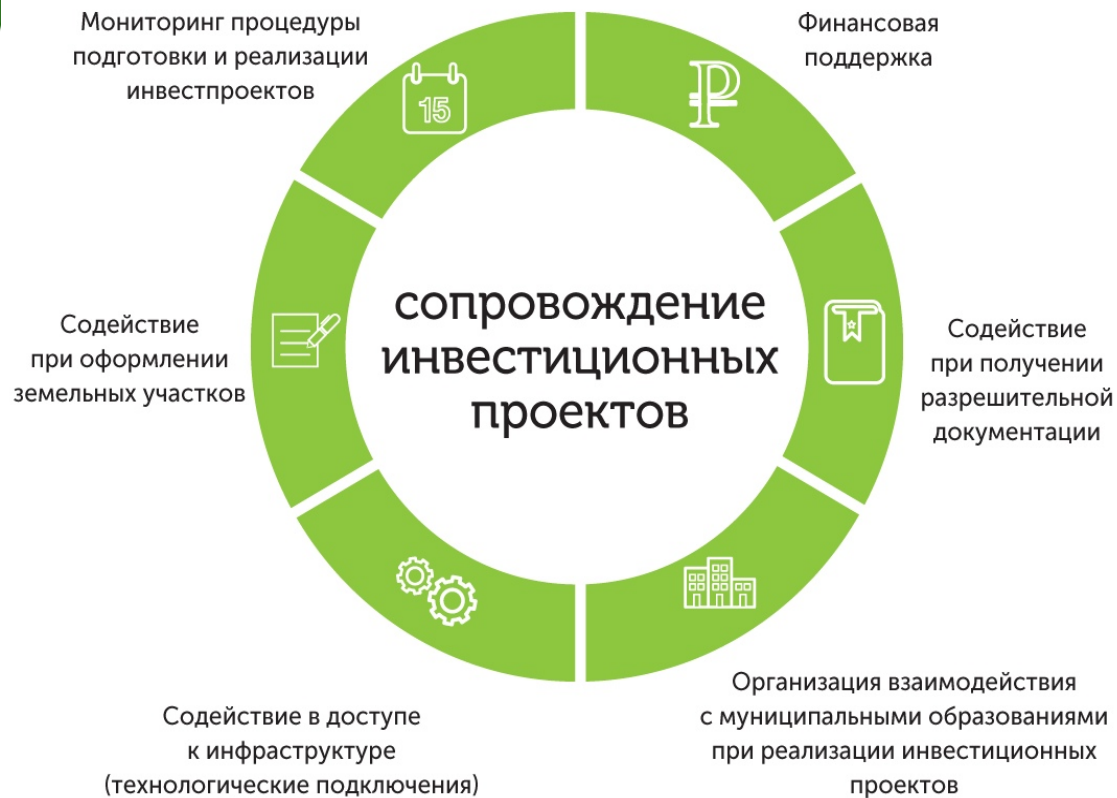 Мониторинг процедуры
подготовки и реализации
инвестпроектов
15
Финансовая
поддержка
сопровождение
инвестиционных
проектов
Содействие
при оформлении
земельных участков
Содействие
при получении
разрешительной
документации
Содействие в доступе
к инфраструктуре
(технологические подключения)
Организация взаимодействия
с муниципальными образованиями
при реализации инвестиционных
проектов